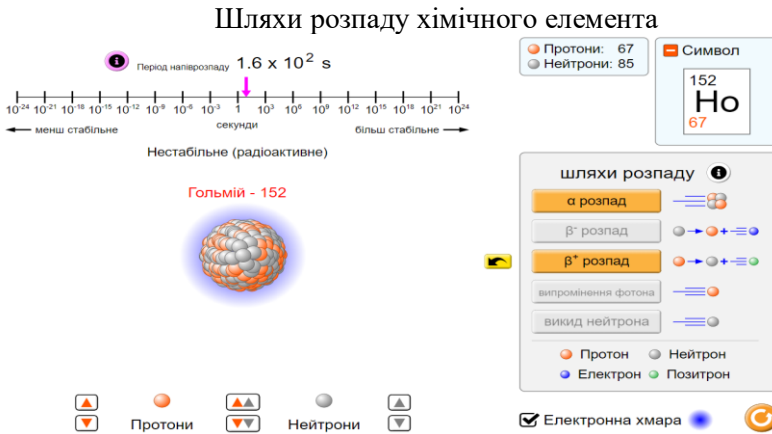 Шляхи розпаду хімічного елемента
Період напіврозпаду 1.6 x 10² s
10⁻²⁴ 10⁻²¹ 10⁻¹⁸ 10⁻¹⁵ 10⁻¹² 10⁻⁹ 10⁻⁶ 10⁻³ 1 10³ 10⁶ 10⁹ 10¹² 10¹⁵ 10¹⁸ 10²¹ 10²⁴
менш стабільне секунди більш стабільне
Нестабільне (радіоактивне)
Гольмій - 152
Протони
Нейтрони
Протони: 67
Нейтрони: 85
Символ
152
Ho
67
шляхи розпаду
α розпад
β⁻ розпад
β⁺ розпад
випромінення фотона
викид нейтрона
Протон Нейтрон
Електрон Позитрон
Електронна хмара